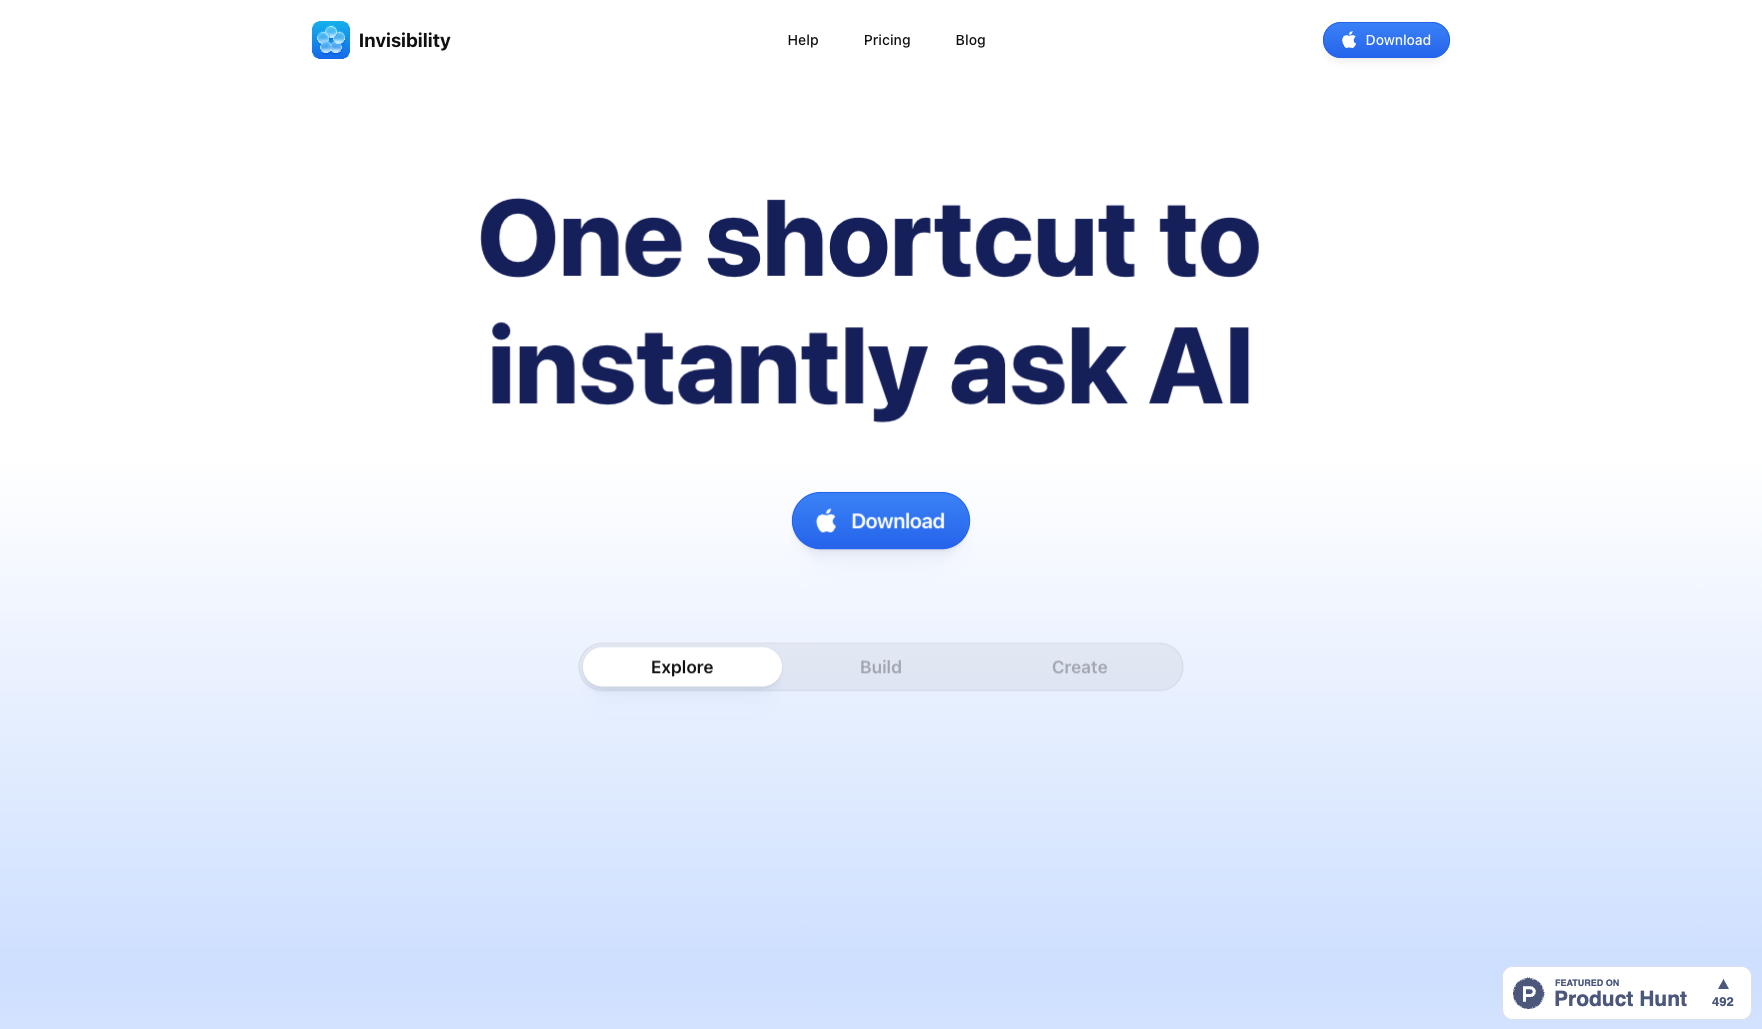 Invisibility
Help
Pricing
Blog
Download
One shortcut to
instantly ask AI
Download
Explore
Build
Create
FEATURED ON
Product Hunt
▲
492
P